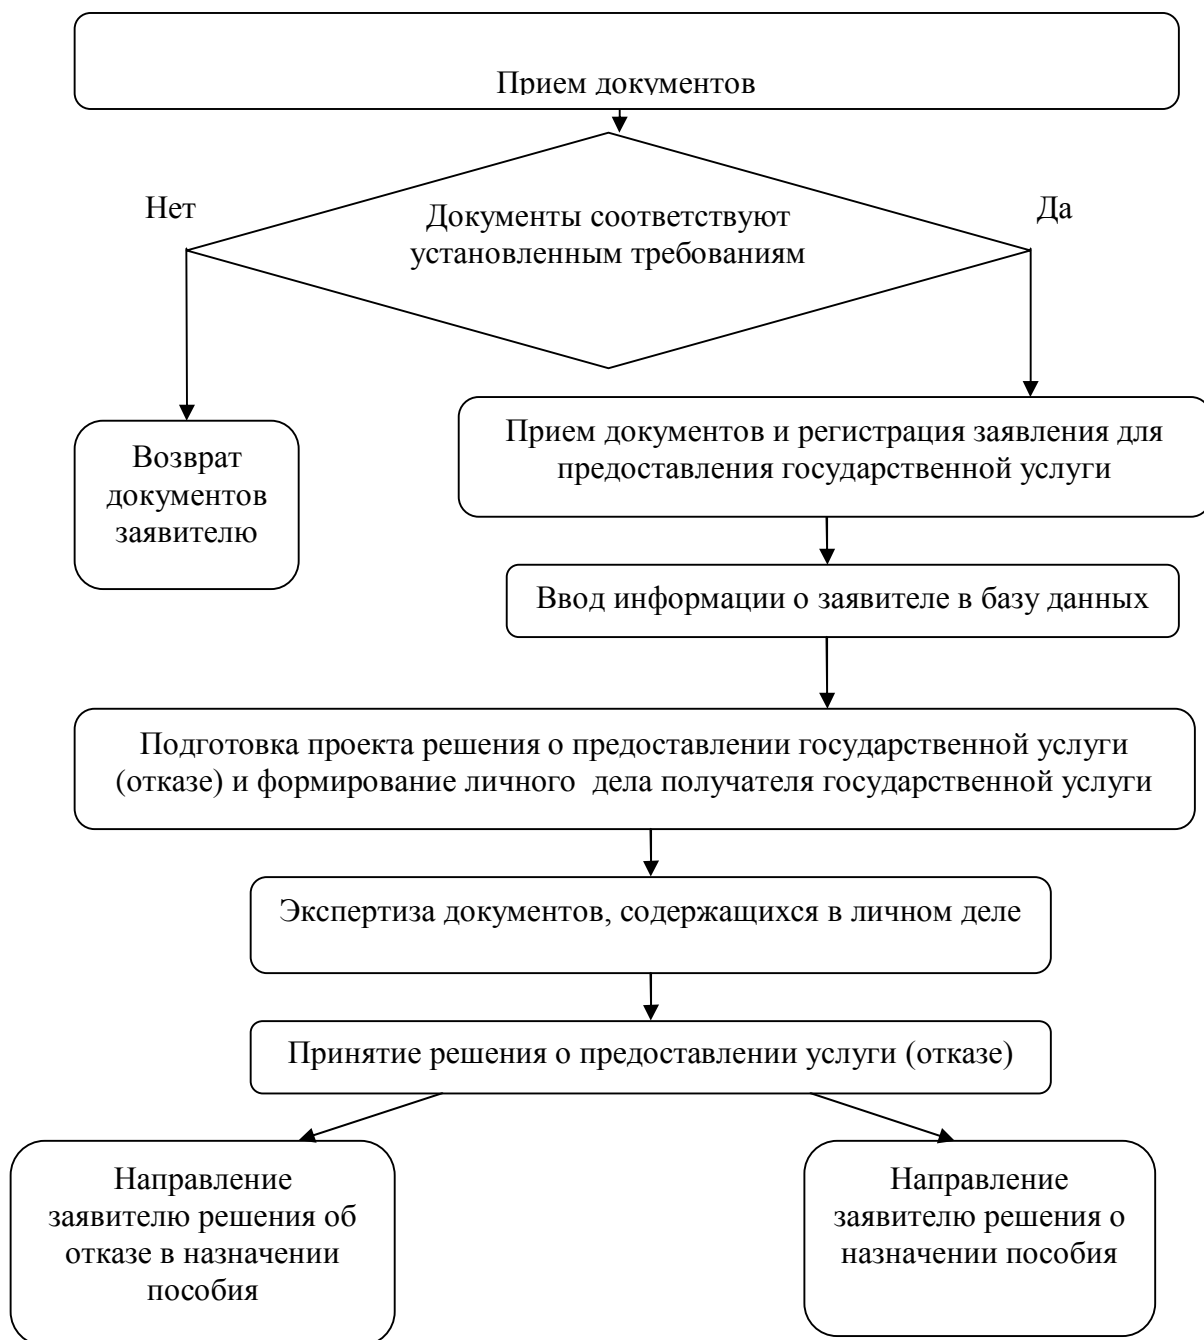 Прием документов
Нет
Да
Документы соответствуют
установленным требованиям
Возврат
документов
заявителю
Прием документов и регистрация заявления для
предоставления государственной услуги
Ввод информации о заявителе в базу данных
Подготовка проекта решения о предоставлении государственной услуги
(отказе) и формирование личного дела получателя государственной услуги
Экспертиза документов, содержащихся в личном деле
Принятие решения о предоставлении услуги (отказе)
Направление
заявителю решения об
отказе в назначении
пособия
Направление
заявителю решения о
назначении пособия